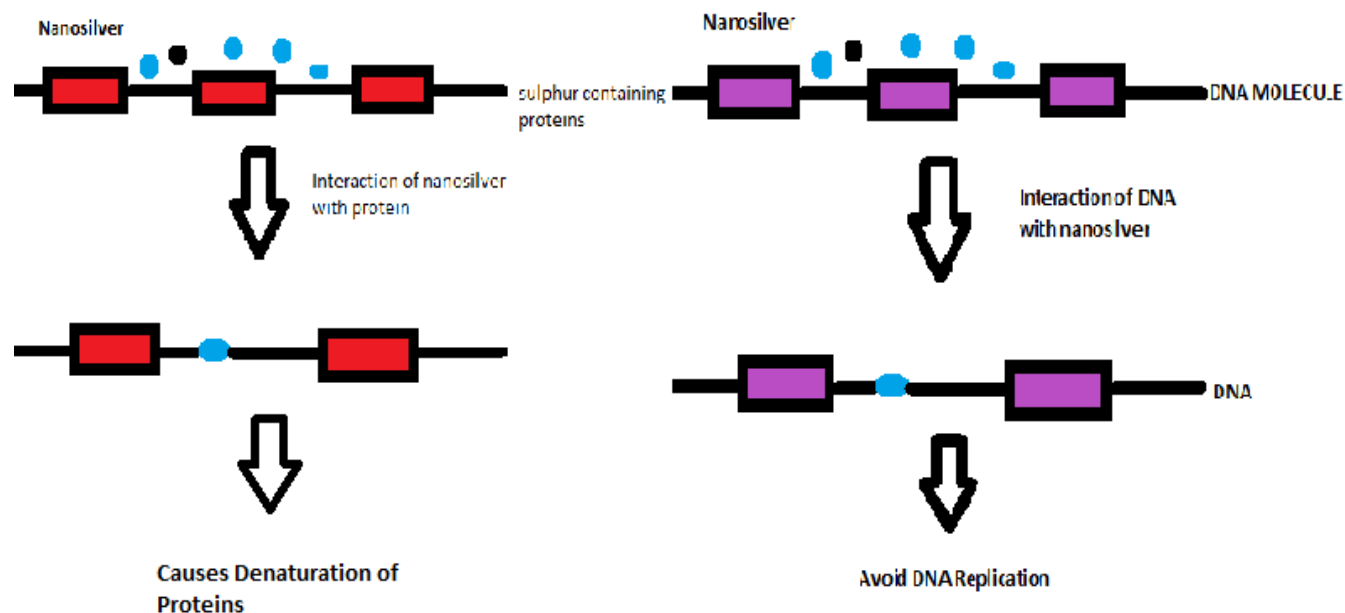 Nanosilver
sulphur containing
proteins
Interaction of nanosilver
with protein
Causes Denaturation of
Proteins
Nanosilver
DNA MOLECULE
Interaction of DNA
with nanosilver
DNA
Avoid DNA Replication